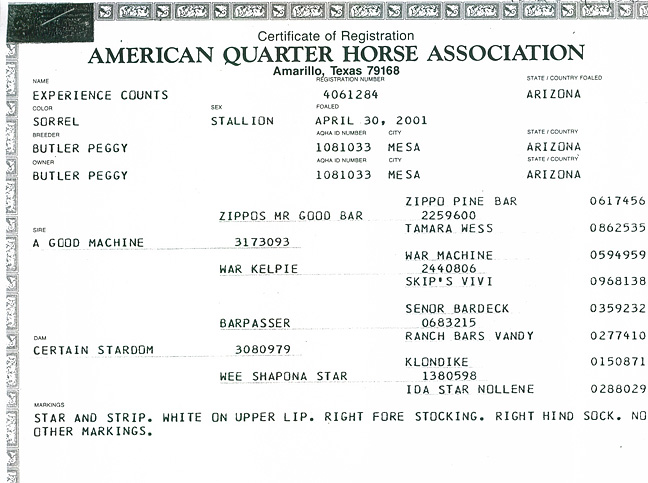 Certificate of Registration
AMERICAN QUARTER HORSE ASSOCIATION
Amarillo, Texas 79168
NAME REGISTRATION NUMBER STATE / COUNTRY FOALED
EXPERIENCE COUNTS 4061284 ARIZONA
COLOR SEX FOALED
SORREL STALLION APRIL 30, 2001
BREEDER AQHA ID NUMBER CITY STATE / COUNTRY
BUTLER PEGGY 1081033 MESA ARIZONA
OWNER AQHA ID NUMBER CITY STATE / COUNTRY
BUTLER PEGGY 1081033 MESA ARIZONA
ZIPPO PINE BAR 0617456
ZIPPOS MR GOOD BAR 2259600
TAMARA WESS 0862535
SIRE
A GOOD MACHINE 3173093
WAR MACHINE 0594959
WAR KELPIE 2440806
SKIP'S VIVI 0968138
SENOR BARDECK 0359232
BARPASSER 0683215
RANCH BARS VANDY 0277410
DAM
CERTAIN STARDOM 3080979
KLONDIKE 0150871
WEE SHAPONA STAR 1380598
IDA STAR NOLLENE 0288029
MARKINGS
STAR AND STRIP. WHITE ON UPPER LIP. RIGHT FORE STOCKING. RIGHT HIND SOCK. NO
OTHER MARKINGS.